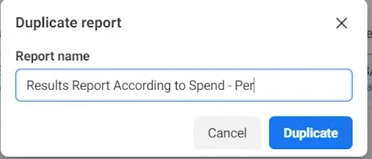 Duplicate report
Report name
Results Report According to Spend - Per
Cancel Duplicate